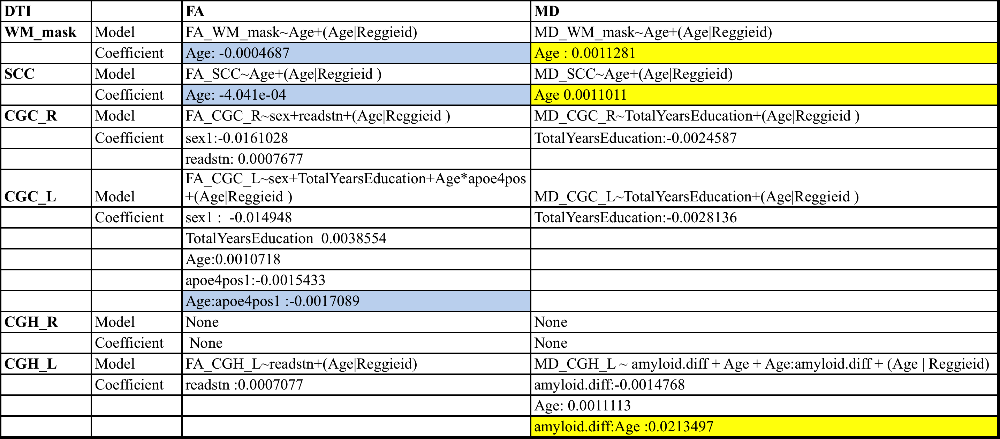 DTI FA MD
WM_mask Model FA_WM_mask~Age+(Age|Reggieid) MD_WM_mask~Age+(Age|Reggieid)
Coefficient Age: -0.0004687 Age : 0.0011281
SCC Model FA_SCC~Age+(Age|Reggieid ) MD_SCC~Age+(Age|Reggieid)
Coefficient Age: -4.041e-04 Age 0.0011011
CGC_R Model FA_CGC_R~sex+readstn+(Age|Reggieid ) MD_CGC_R~TotalYearsEducation+(Age|Reggieid )
Coefficient sex1:-0.0161028 TotalYearsEducation:-0.0024587
readstn: 0.0007677
FA_CGC_L~sex+TotalYearsEducation+Age*apoe4pos
CGC_L Model +(Age|Reggieid ) MD_CGC_L~TotalYearsEducation+(Age|Reggieid )
Coefficient sex1 :  -0.014948 TotalYearsEducation:-0.0028136
TotalYearsEducation  0.0038554
Age:0.0010718
apoe4pos1:-0.0015433
Age:apoe4pos1 :-0.0017089
CGH_R Model None None
Coefficient None None
CGH_L Model FA_CGH_L~readstn+(Age|Reggieid) MD_CGH_L ~ amyloid.diff + Age + Age:amyloid.diff + (Age | Reggieid)
Coefficient readstn :0.0007077 amyloid.diff:-0.0014768
Age: 0.0011113
amyloid.diff:Age :0.0213497